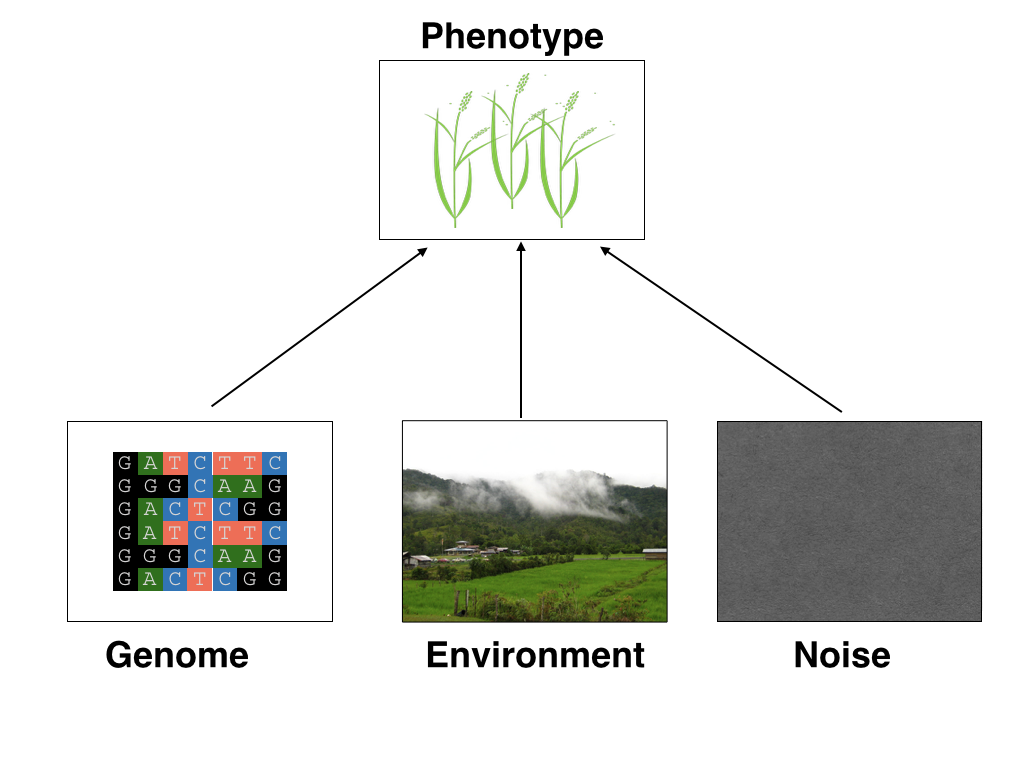 Phenotype
G A T C T T C
G G G C A A G
G A C T C G G
G A T C T T C
G G G C A A G
G A C T C G G
Genome
Environment
Noise